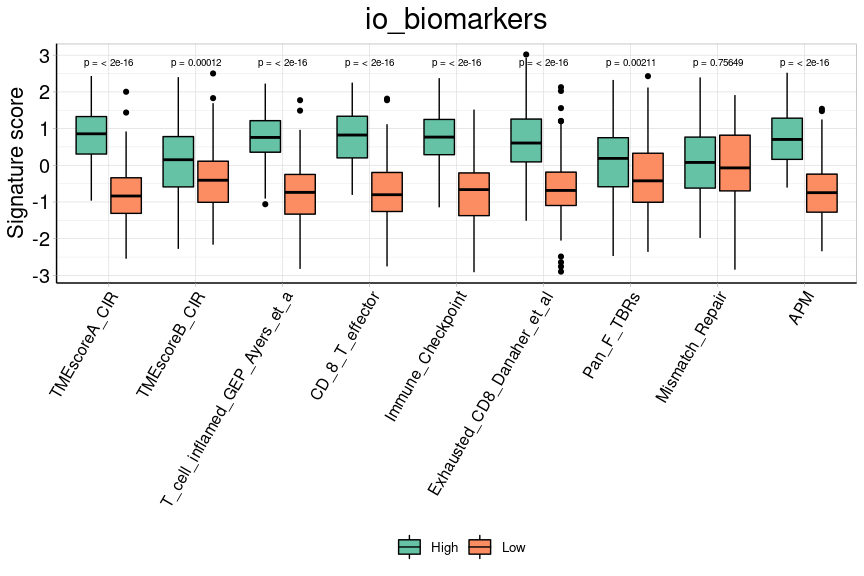 io_biomarkers
Signature score
3
2
1
0
-1
-2
-3
p = < 2e-16
p = 0.00012
p = < 2e-16
p = < 2e-16
p = < 2e-16
p = < 2e-16
p = 0.00211
p = 0.75649
p = < 2e-16
TMEscoreA_CIR
TMEscoreB_CIR
T_cell_inflamed_GEP_Ayers_et_a
CD_8_T_effector
Immune_Checkpoint
Exhausted_CD8_Danaher_et_al
Pan_F_TBRs
Mismatch_Repair
APM
High
Low